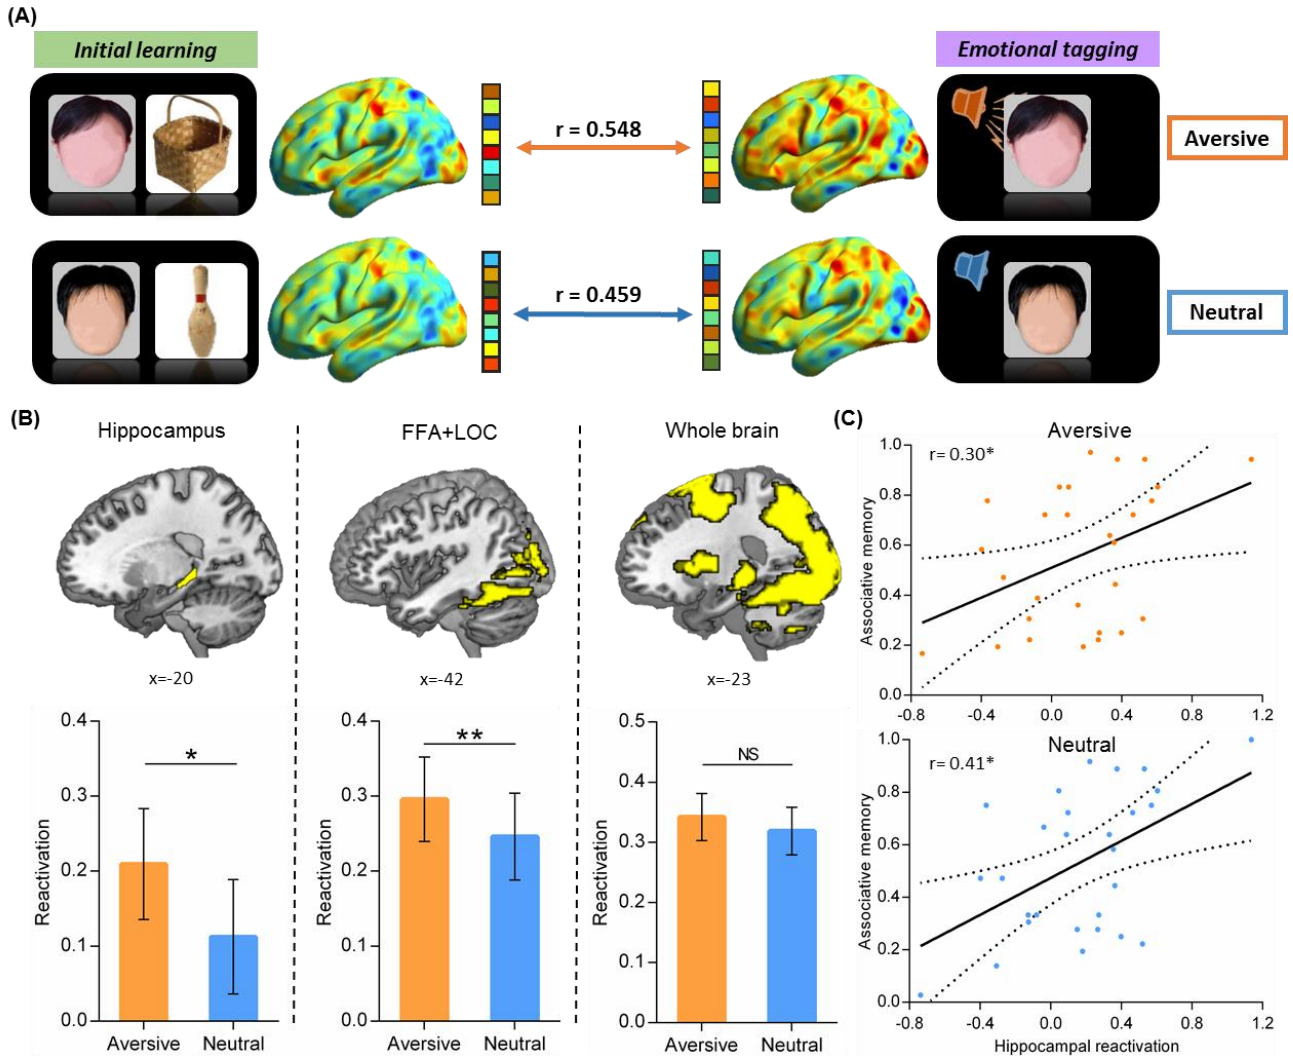 (A)
Initial learning
Emotional tagging
r = 0.548
Aversive
r = 0.459
Neutral
(B)
Hippocampus
FFA+LOC
Whole brain
x=-20
x=-42
x=-23
0.4
0.3
0.2
0.1
0.0
Reactivation
*
Aversive Neutral
0.4
0.3
0.2
0.1
0.0
Reactivation
**
Aversive Neutral
0.5
0.4
0.3
0.2
0.1
0.0
Reactivation
NS
Aversive Neutral
(C)
Aversive
r= 0.30*
1.0
0.8
0.6
0.4
0.2
0.0
Associative memory
-0.8 -0.4 0.0 0.4 0.8 1.2
Neutral
r= 0.41*
1.0
0.8
0.6
0.4
0.2
0.0
Associative memory
-0.8 -0.4 0.0 0.4 0.8 1.2
Hippocampal reactivation